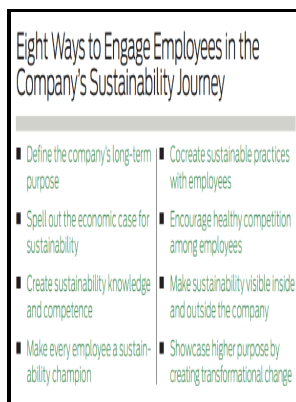 Eight Ways to Engage Employees in the
Company's Sustainability Journey
■ Define the company's long-term
purpose
■ Spell out the economic case for
sustainability
■ Create sustainability knowledge
and competence
■ Make every employee a sustain-
ability champion
■ Cocreate sustainable practices
with employees
■ Encourage healthy competition
among employees
■ Make sustainability visible inside
and outside the company
■ Showcase higher purpose by
creating transformational change